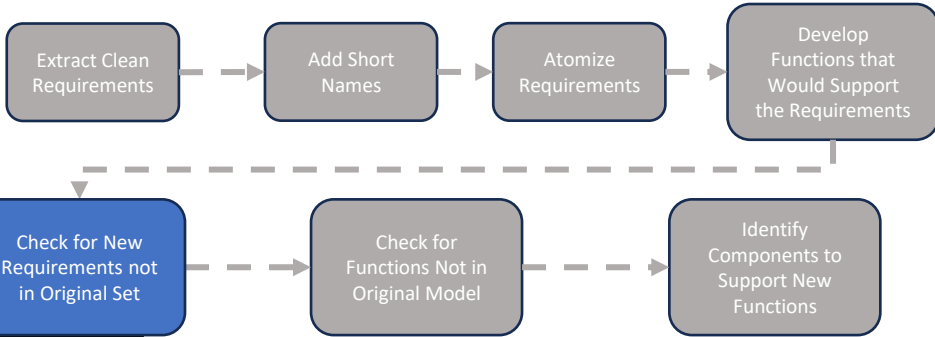 Extract Clean
Requirements
Add Short
Names
Atomize
Requirements
Develop
Functions that
Would Support
the Requirements
Check for New
Requirements not
in Original Set
Check for
Functions Not in
Original Model
Identify
Components to
Support New
Functions